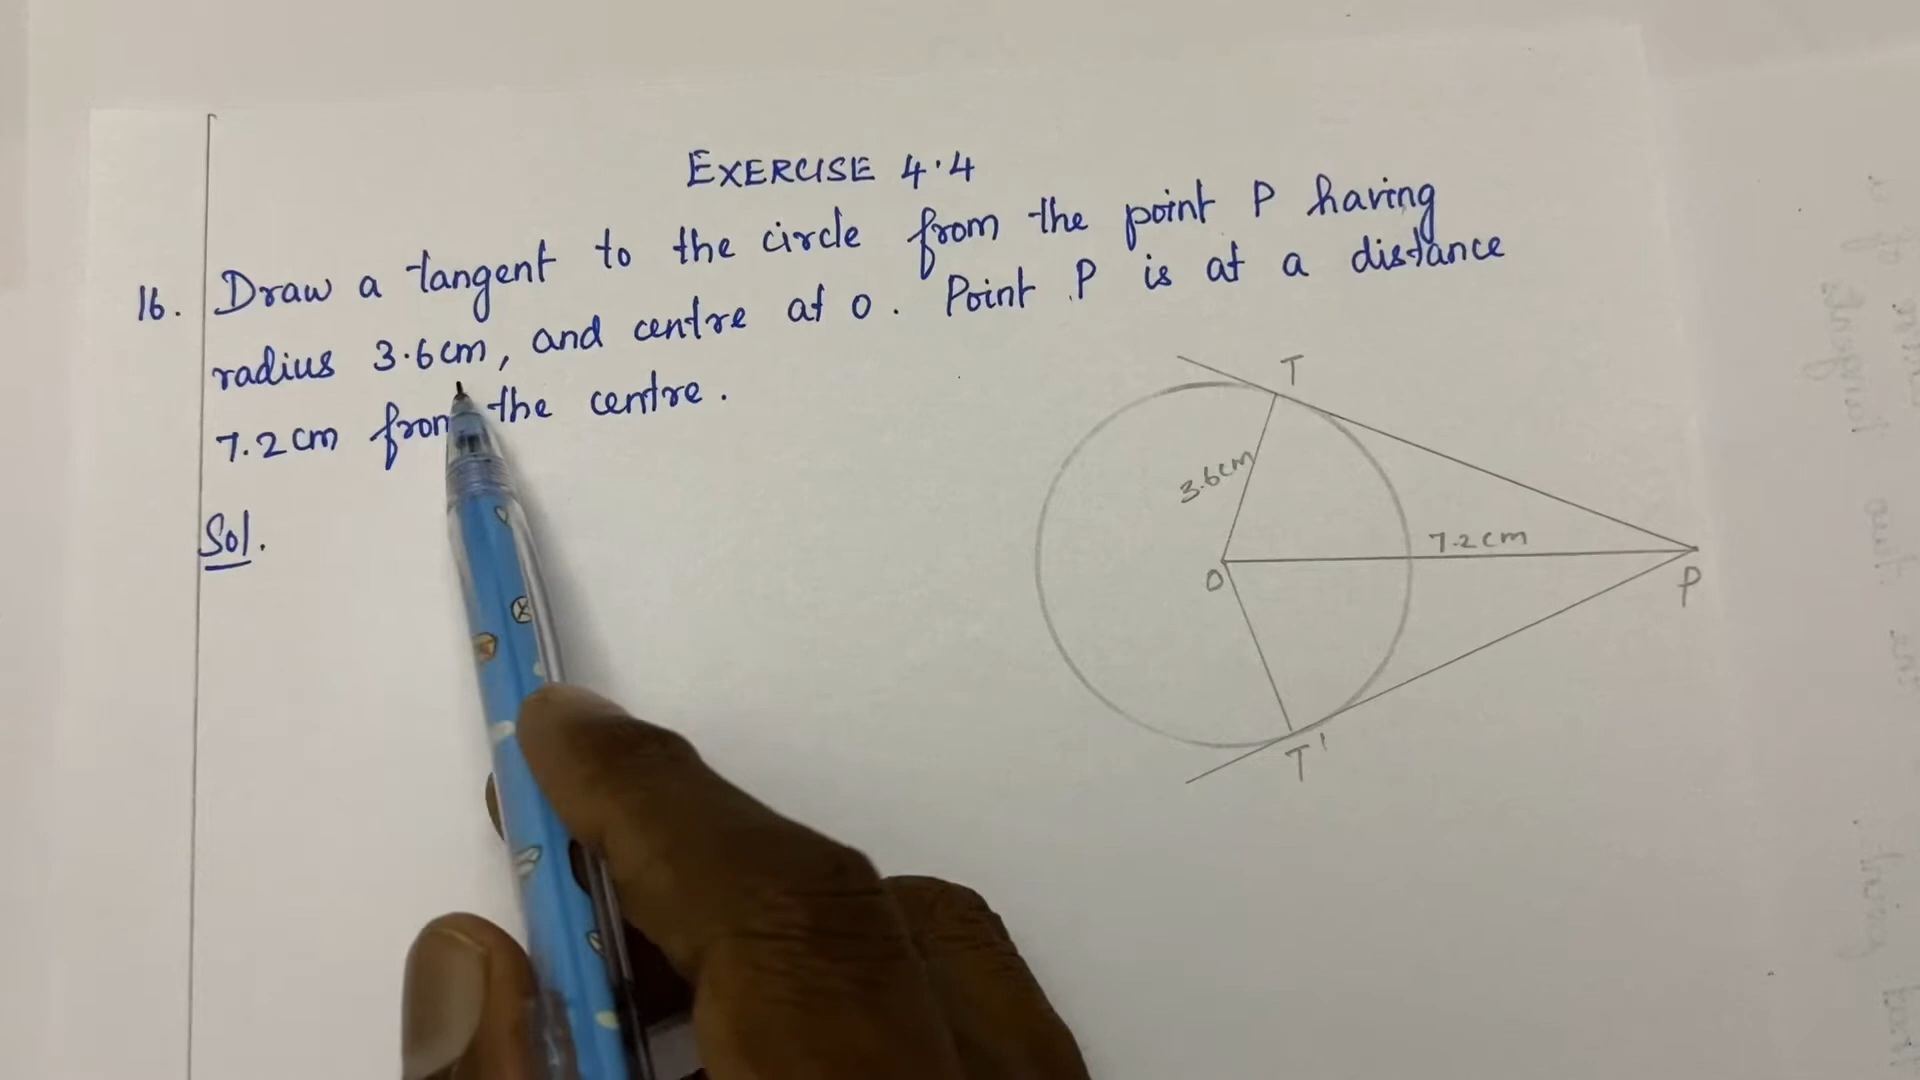 EXERCISE 4.4
16. Draw a tangent to the circle from the point P having
radius 3.6cm, and centre at O. Point P is at a distance
7.2cm from the centre.
Sol.
T
3.6cm
7.2cm
O
P
T'